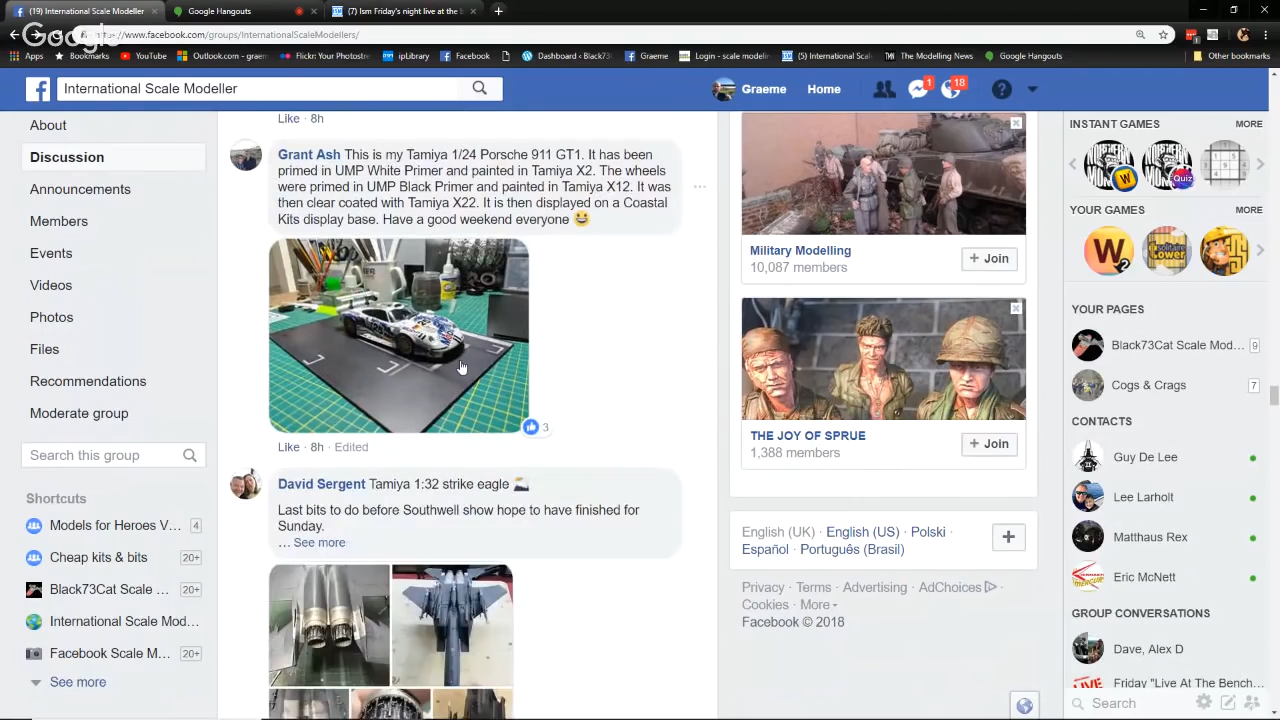 (19) International Scale Modeller
Google Hangouts
(7) Ism Friday's night live at the b
https://www.facebook.com/groups/InternationalScaleModellers/
Google
Apps
Bookmarks
YouTube
Outlook.com - graem
ipLibrary
Facebook
Dashboard ‹ Black73
Graeme
Login - scale modelli
(5) International Scal
The Modelling News
Google Hangouts
Other bookmarks
International Scale Modeller
Graeme
Home
1
18
About
Discussion
Announcements
Members
Events
Videos
Photos
Files
Recommendations
Moderate group
Search this group
Shortcuts
Models for Heroes V... 4
Cheap kits & bits 20+
Black73Cat Scale ... 20+
International Scale Mod...
Facebook Scale M... 20+
See more
Like · 8h
Grant Ash This is my Tamiya 1/24 Porsche 911 GT1. It has been
primed in UMP White Primer and painted in Tamiya X2. The wheels
were primed in UMP Black Primer and painted in Tamiya X12. It was
then clear coated with Tamiya X22. It is then displayed on a Coastal
Kits display base. Have a good weekend everyone
3
Like · 8h · Edited
David Sergent Tamiya 1:32 strike eagle
Last bits to do before Southwell show hope to have finished for
Sunday.
... See more
Military Modelling
10,087 members
+ Join
THE JOY OF SPRUE
1,388 members
+ Join
English (UK) · English (US) · Polski ·
Español · Português (Brasil)
Privacy · Terms · Advertising · AdChoices ·
Cookies · More
Facebook © 2018
INSTANT GAMES MORE
W
Quiz
YOUR GAMES MORE
W2
solitaire
Tower
YOUR PAGES
Black73Cat Scale Mod... 9
Cogs & Crags 7
CONTACTS
Guy De Lee
Lee Larholt
Matthaus Rex
Eric McNett
GROUP CONVERSATIONS
Dave, Alex D
Friday "Live At The Bench...
LIVE
Search